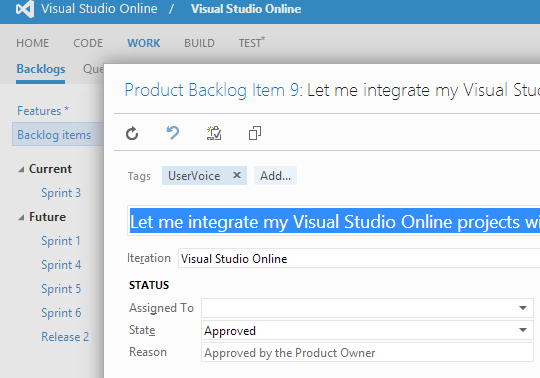 Visual Studio Online / Visual Studio Online
HOME CODE WORK BUILD TEST*
Backlogs
Product Backlog Item 9: Let me integrate my Visual
Features *
Backlog items
Tags UserVoice × Add...
Current
Sprint 3
Future
Let me integrate my Visual Studio Online projects
Sprint 1
Iteration Visual Studio Online
Sprint 4
STATUS
Sprint 5
Assigned To
Sprint 6
State Approved
Release 2
Reason Approved by the Product Owner